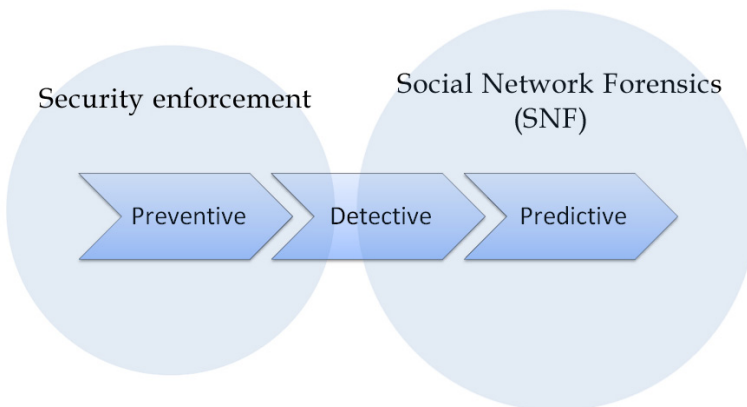 Security enforcement
Social Network Forensics
(SNF)
Preventive
Detective
Predictive